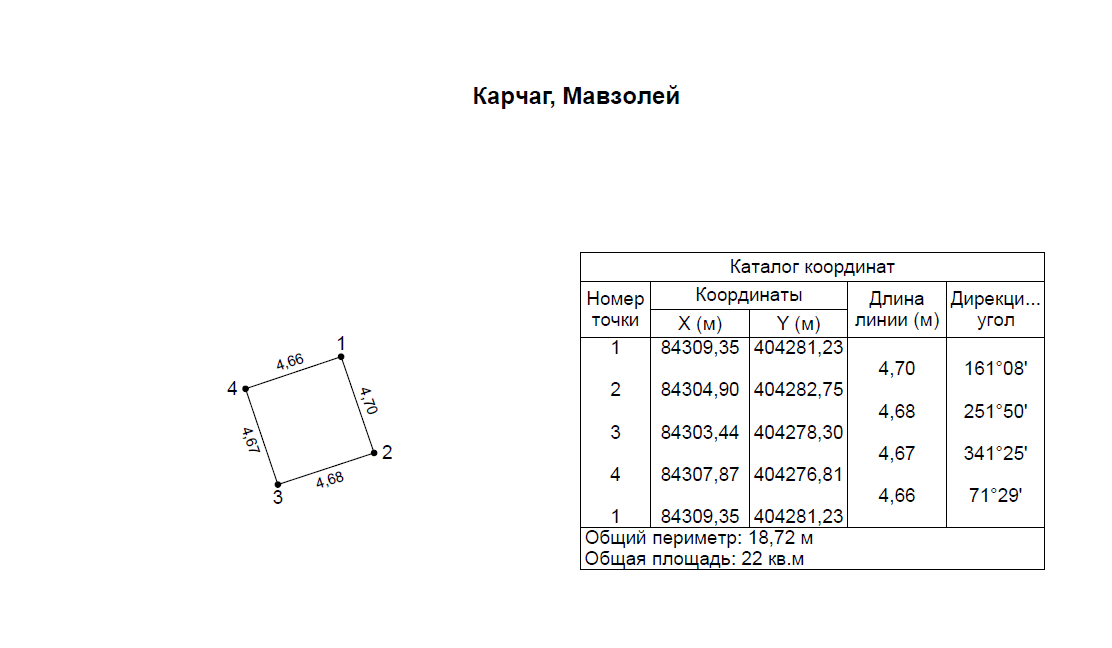 Карчаг, Мавзолей
1
4,66
4
4,70
4,67
2
4,68
3
Каталог координат
Номер точки Координаты Длина линии (м) Дирекци... угол
X (м) Y (м)
1 84309,35 404281,23
4,70 161°08'
2 84304,90 404282,75
4,68 251°50'
3 84303,44 404278,30
4,67 341°25'
4 84307,87 404276,81
4,66 71°29'
1 84309,35 404281,23
Общий периметр: 18,72 м
Общая площадь: 22 кв.м